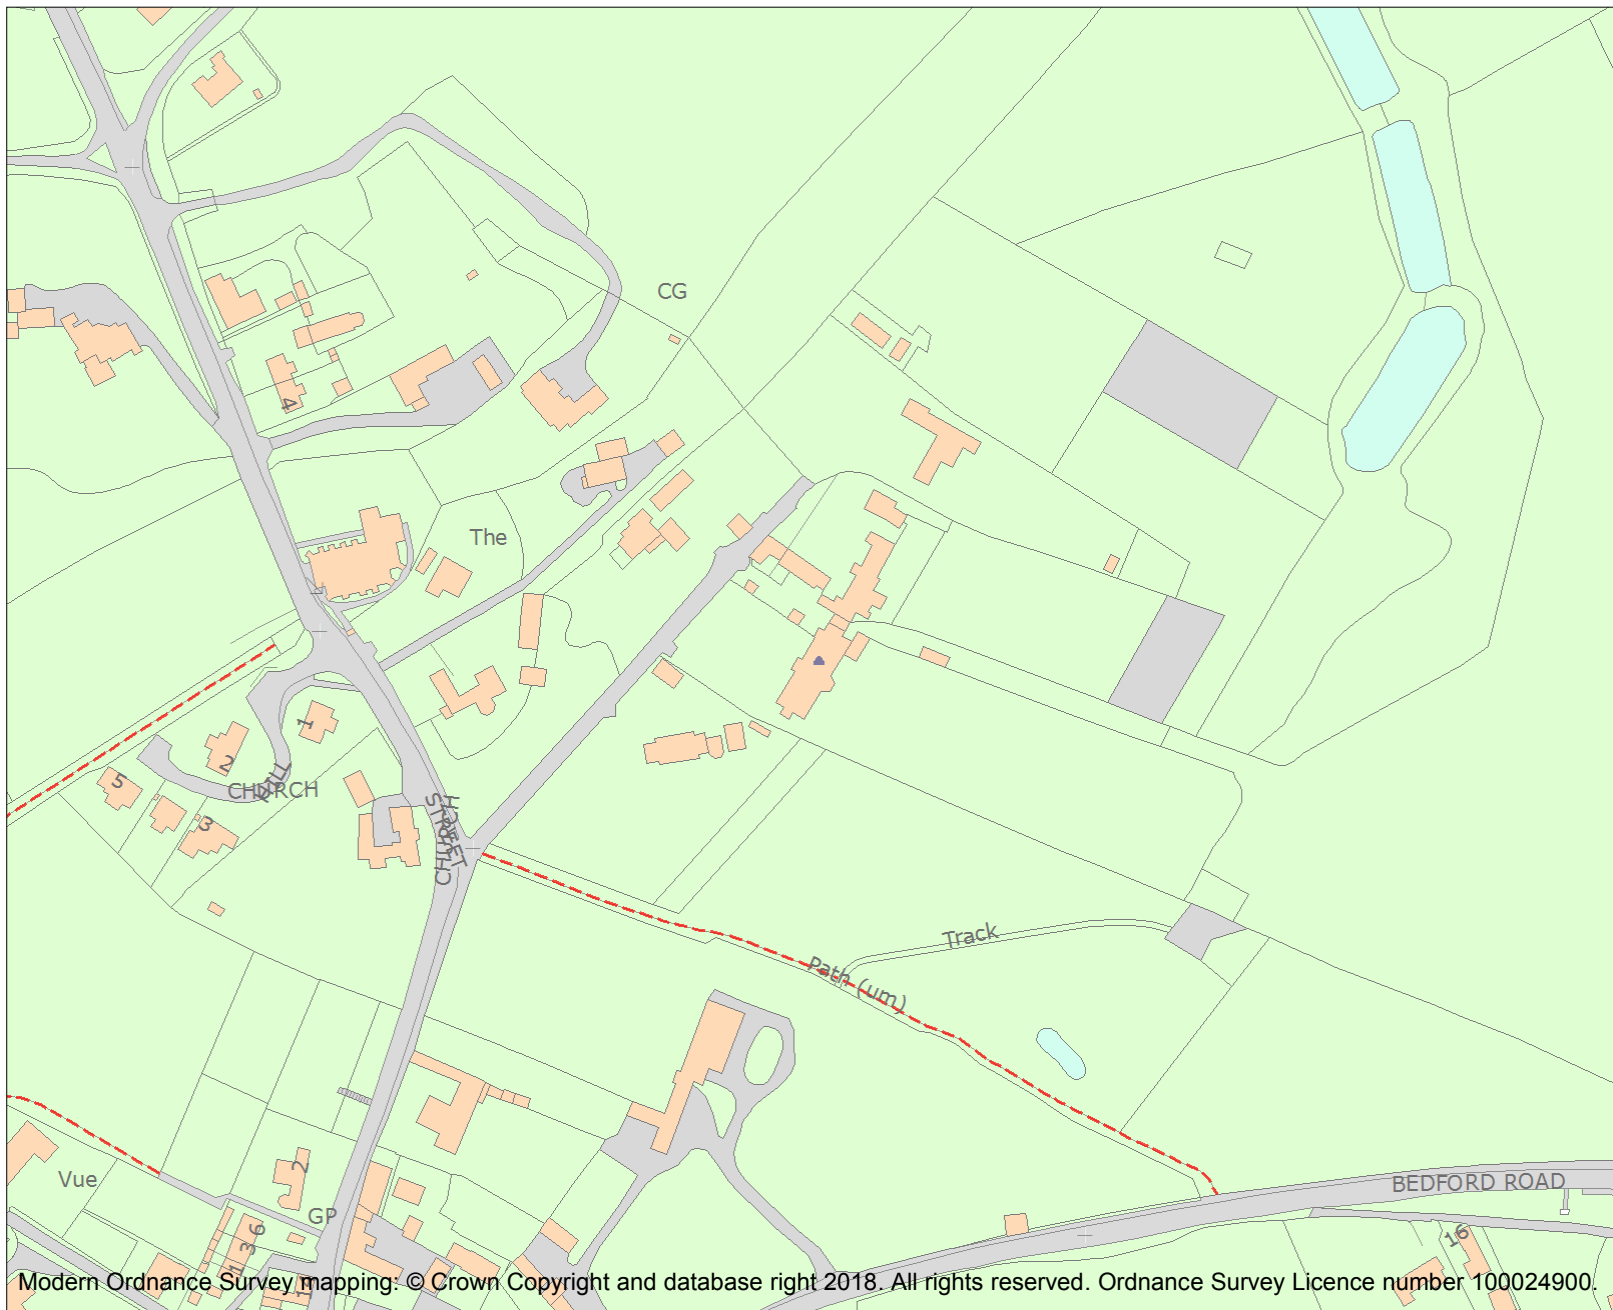 CG
4
The
1
2
HILL
CHURCH
5
3
CHURCH
STREET
Track
Path (um)
2
Vue
BEDFORD ROAD
GP
6
3
16
Modern Ordnance Survey mapping: © Crown Copyright and database right 2018. All rights reserved. Ordnance Survey Licence number 100024900.